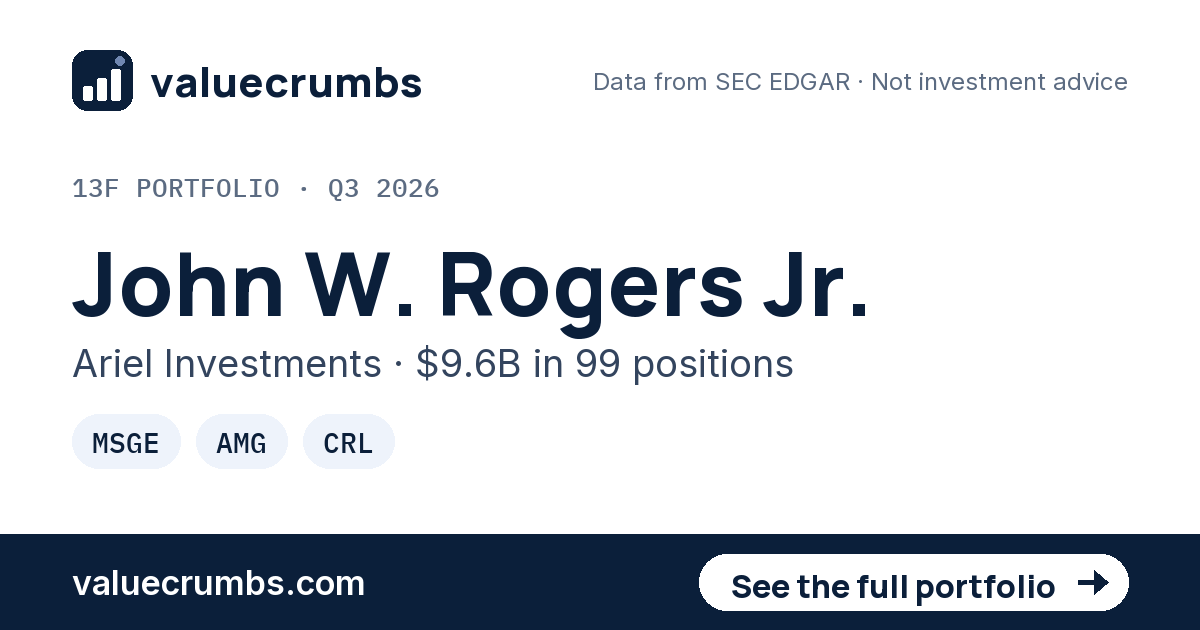 valuecrumbs
Data from SEC EDGAR · Not investment advice
13F PORTFOLIO · Q3 2026
John W. Rogers Jr.
Ariel Investments · $9.6B in 99 positions
MSGE AMG CRL
valuecrumbs.com
See the full portfolio →